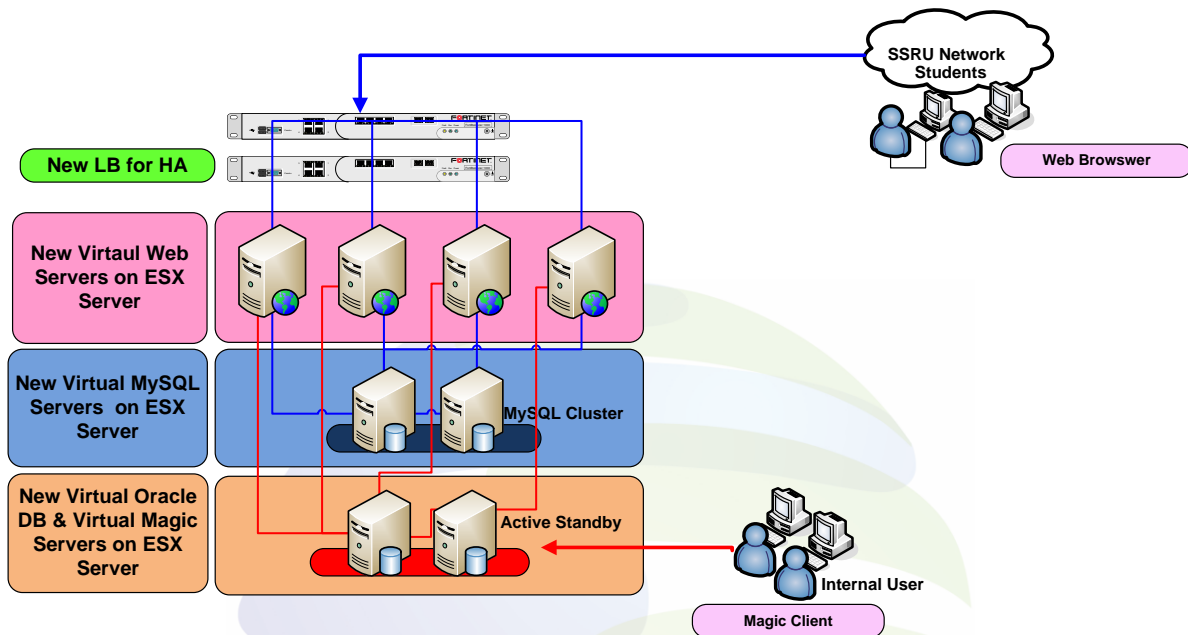 SSRU Network
Students
Web Browswer
FORTINET
FORTINET
New LB for HA
New Virtaul Web
Servers on ESX
Server
New Virtual MySQL
Servers on ESX
Server
MySQL Cluster
New Virtual Oracle
DB & Virtual Magic
Servers on ESX
Server
Active Standby
Internal User
Magic Client